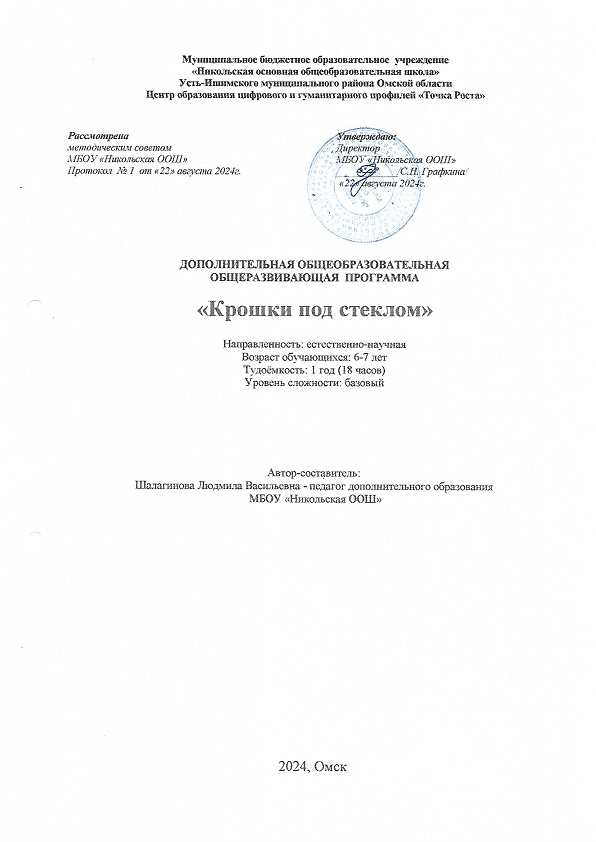 Муниципальное бюджетное образовательное учреждение
«Никольская основная общеобразовательная школа»
Усть-Ишимского муниципального района Омской области
Центр образования цифрового и гуманитарного профилей «Точка Роста»
Рассмотрена
методическим советом
МБОУ «Никольская ООШ»
Протокол № 1 от «22» августа 2024г.
Утверждаю:
Директор
МБОУ «Никольская ООШ»
/С.Н. Графкина/
«22» августа 2024г.
ДОПОЛНИТЕЛЬНАЯ ОБЩЕОБРАЗОВАТЕЛЬНАЯ
ОБЩЕРАЗВИВАЮЩАЯ ПРОГРАММА
«Крошки под стеклом»
Направленность: естественно-научная
Возраст обучающихся: 6-7 лет
Тудоёмкость: 1 год (18 часов)
Уровень сложности: базовый
Автор-составитель:
Шалагинова Людмила Васильевна - педагог дополнительного образования
МБОУ «Никольская ООШ»
2024, Омск